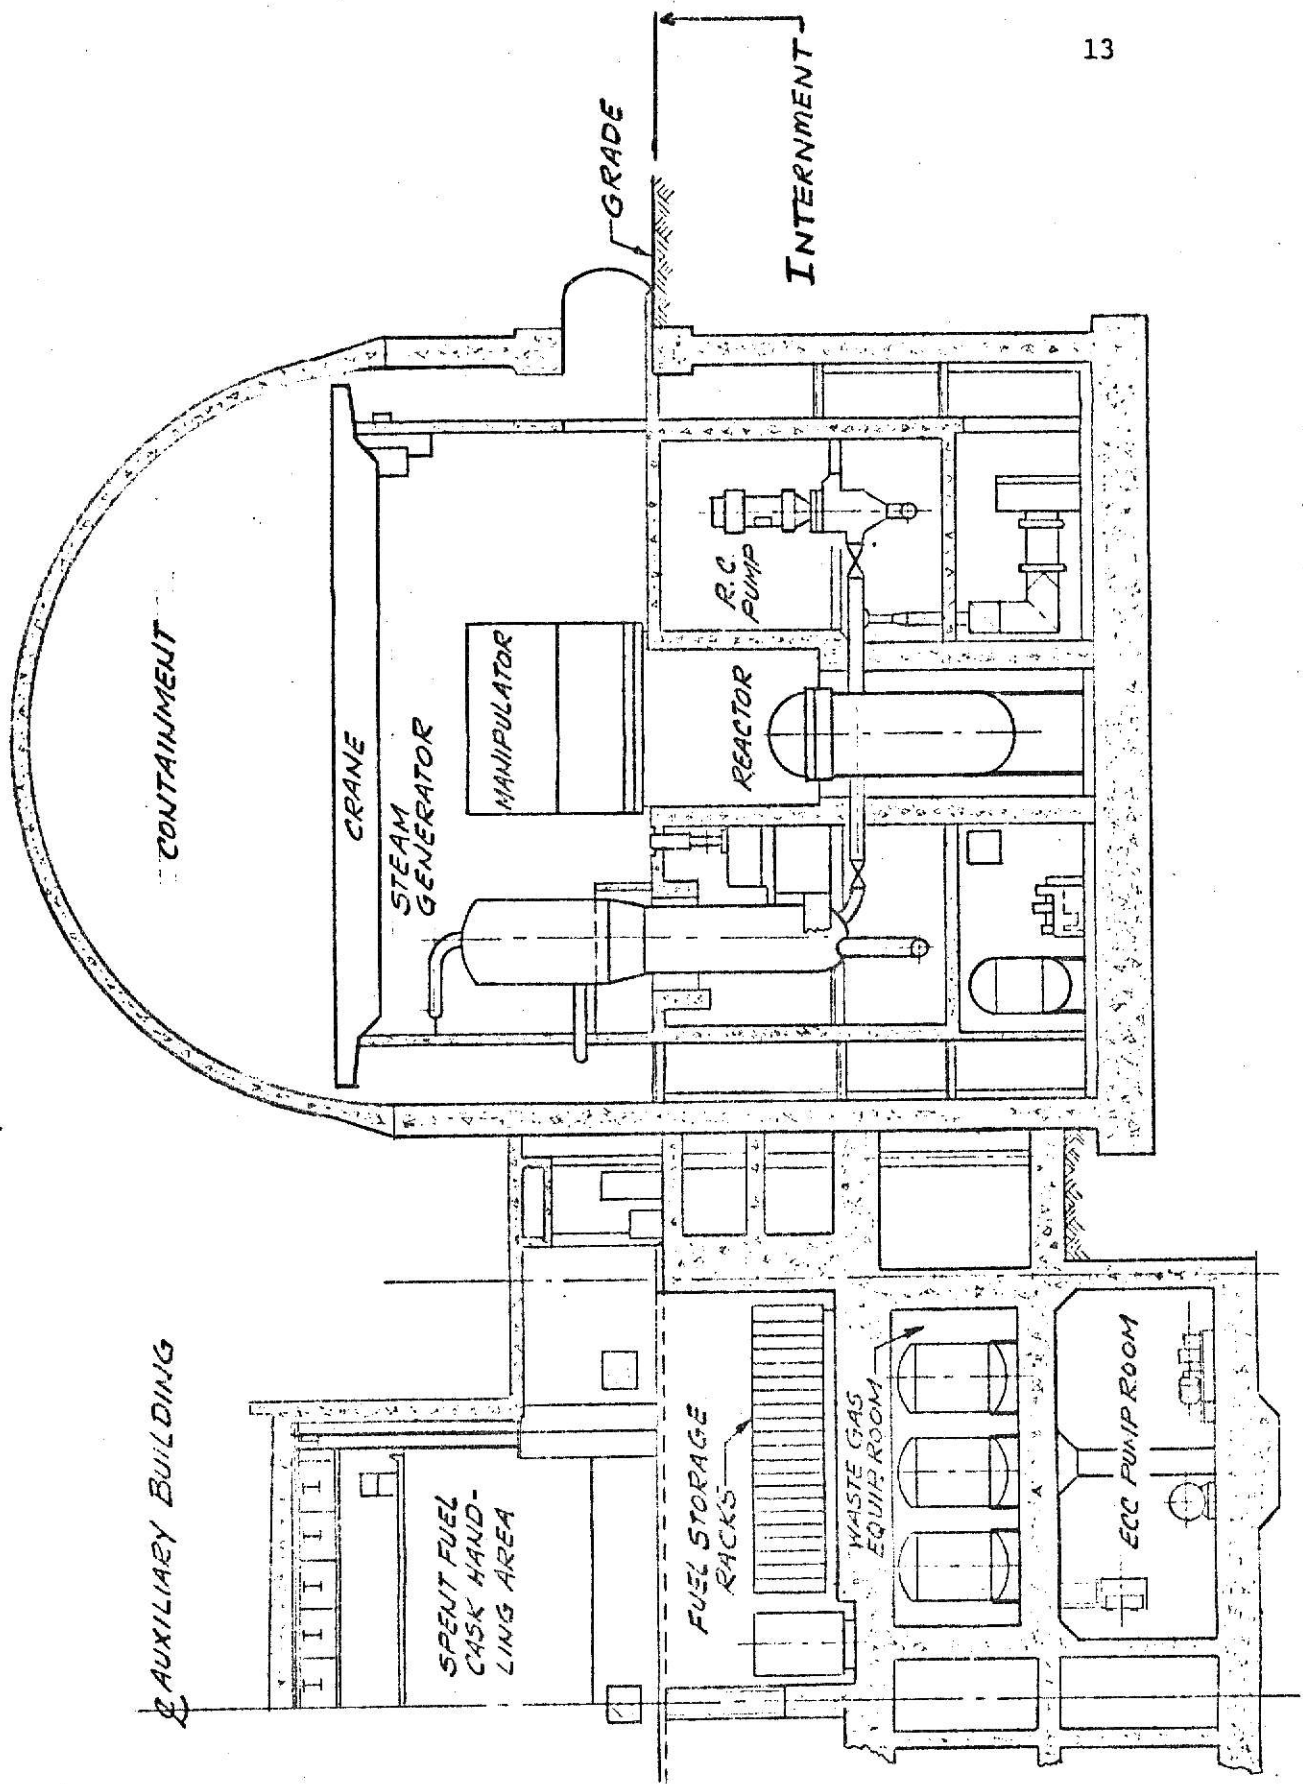 13
CONTAINMENT
CRANE
STEAM
GENERATOR
MANIPULATOR
GRADE
INTERNMENT
R.C.
PUMP
REACTOR
℄ AUXILIARY BUILDING
SPENT FUEL
CASK HAND-
LING AREA
FUEL STORAGE
RACKS
WASTE GAS
EQUIP ROOM
ECC PUMP ROOM